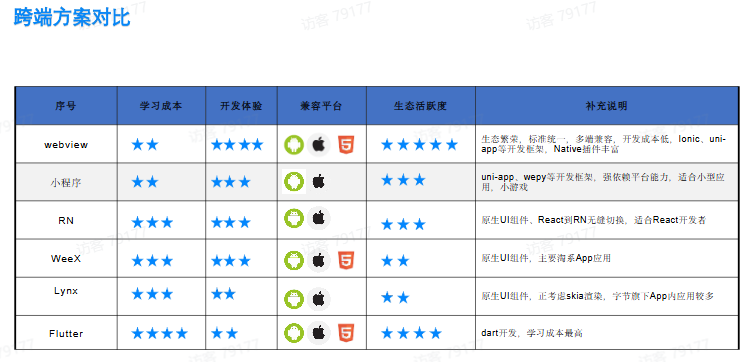 跨端方案对比
访客 79177
序号 学习成本 开发体验 兼容平台 生态活跃度 补充说明
webview 生态繁荣，标准统一，多端兼容，开发成本低，Ionic、uni-
app等开发框架，Native插件丰富
小程序 uni-app、wepy等开发框架，强依赖平台能力，适合小型应
用，小游戏
RN 原生UI组件、React到RN无缝切换，适合React开发者
WeeX 原生UI组件，主要淘系App应用
Lynx 原生UI组件，正考虑skia渲染，字节旗下App内应用较多
Flutter dart开发，学习成本最高